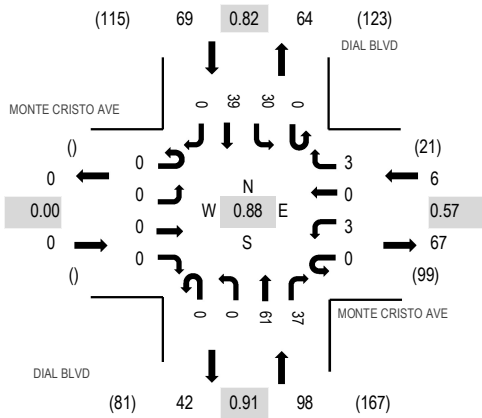 (115) 69 0.82 64 (123)
DIAL BLVD
0 39 30 0
MONTE CRISTO AVE
() 0 3 (21)
0 0 N 0 6
0.00 W 0.88 E 0.57
0 0 S 3 67
() 0 0 (99)
0 0 61 37
MONTE CRISTO AVE
DIAL BLVD
(81) 42 0.91 98 (167)